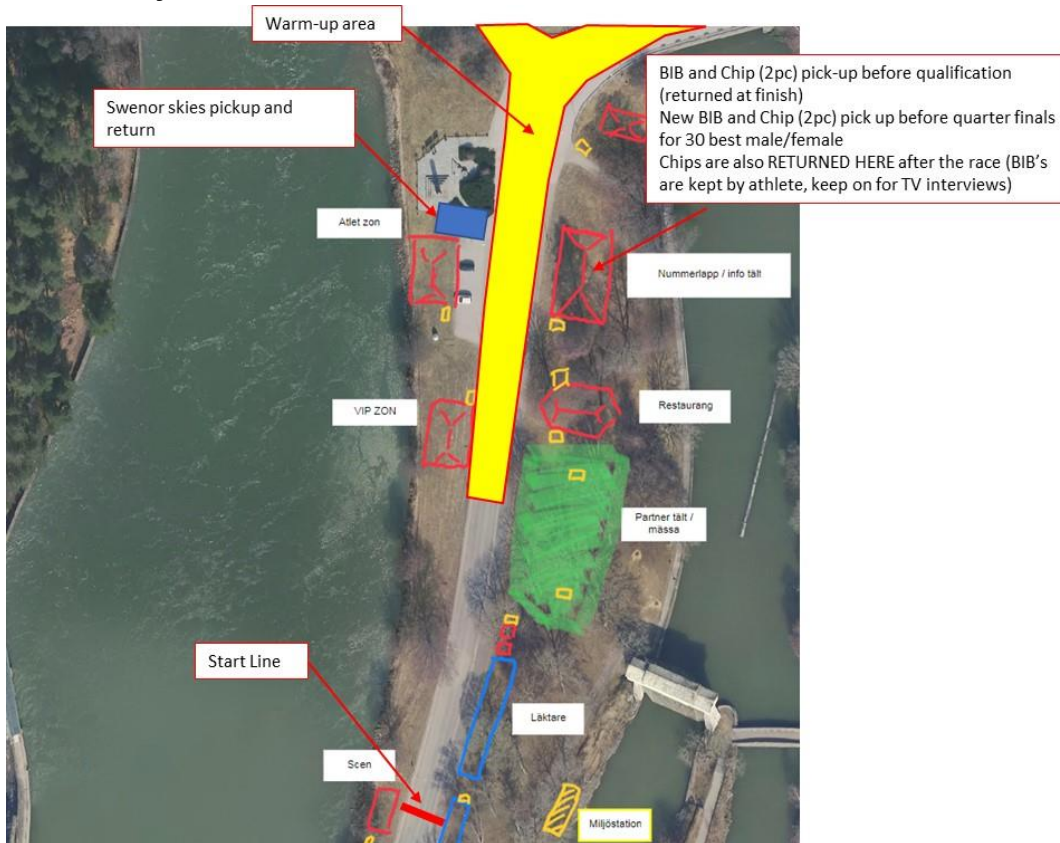 Warm-up area
BIB and Chip (2pc) pick-up before qualification
(returned at finish)
New BIB and Chip (2pc) pick up before quarter finals
for 30 best male/female
Chips are also RETURNED HERE after the race (BIB's
are kept by athlete, keep on for TV interviews)
Swenor skies pickup and
return
Atlet zon
Nummerlapp / info tält
VIP ZON
Restaurang
Partner tält /
mässa
Start Line
Läktare
Scen
Miljöstation